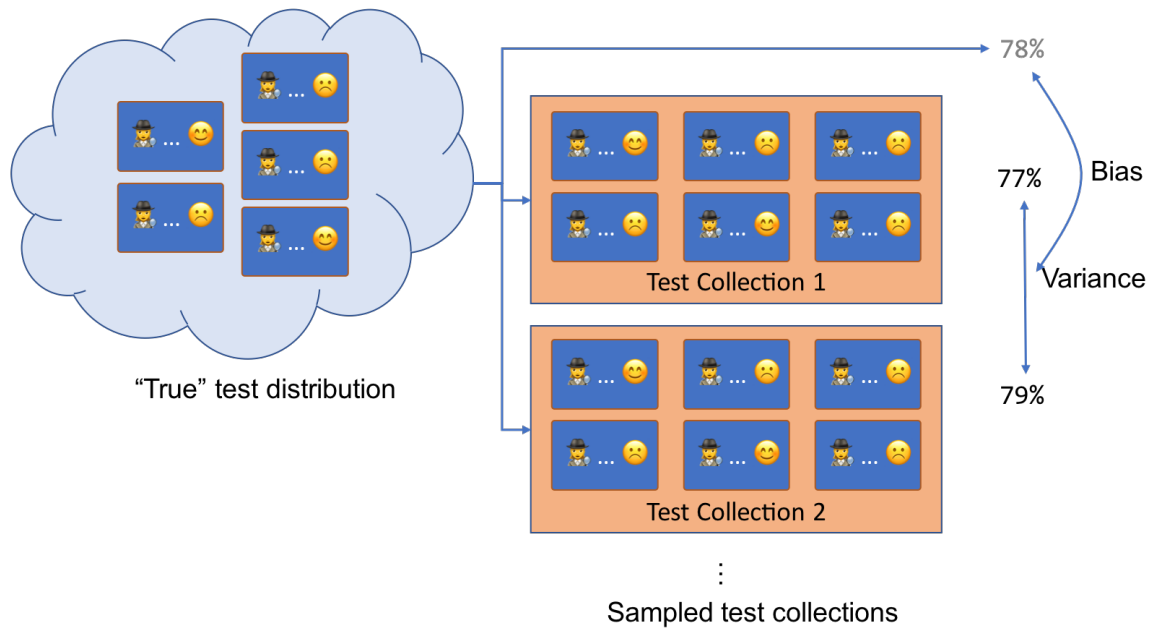 78%
... ...
...
... ... ...
77%
Bias
... ... ...
...
Test Collection 1
Variance
... ... ...
"True" test distribution
79%
... ... ...
Test Collection 2
⋮
Sampled test collections